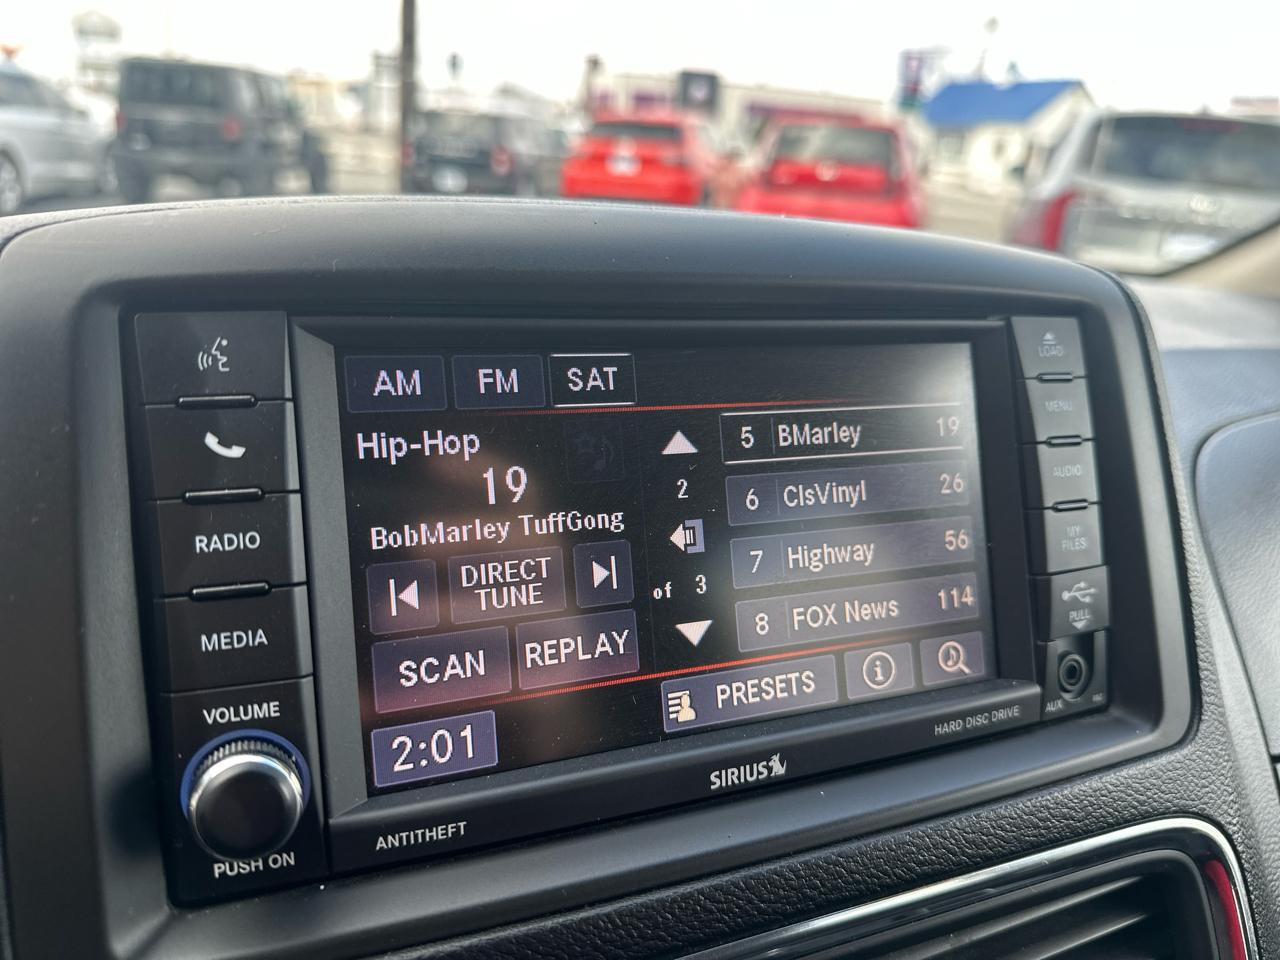 AM FM SAT
Hip-Hop
19
BobMarley TuffGong
DIRECT
TUNE
SCAN REPLAY
2:01
2
of 3
5 BMarley 19
6 ClsVinyl 26
7 Highway 56
8 FOX News 114
PRESETS
RADIO
MEDIA
VOLUME
PUSH ON
ANTITHEFT
SIRIUS
HARD DISC DRIVE
LOAD
MENU
AUDIO
MY
FILES
PULL
AUX